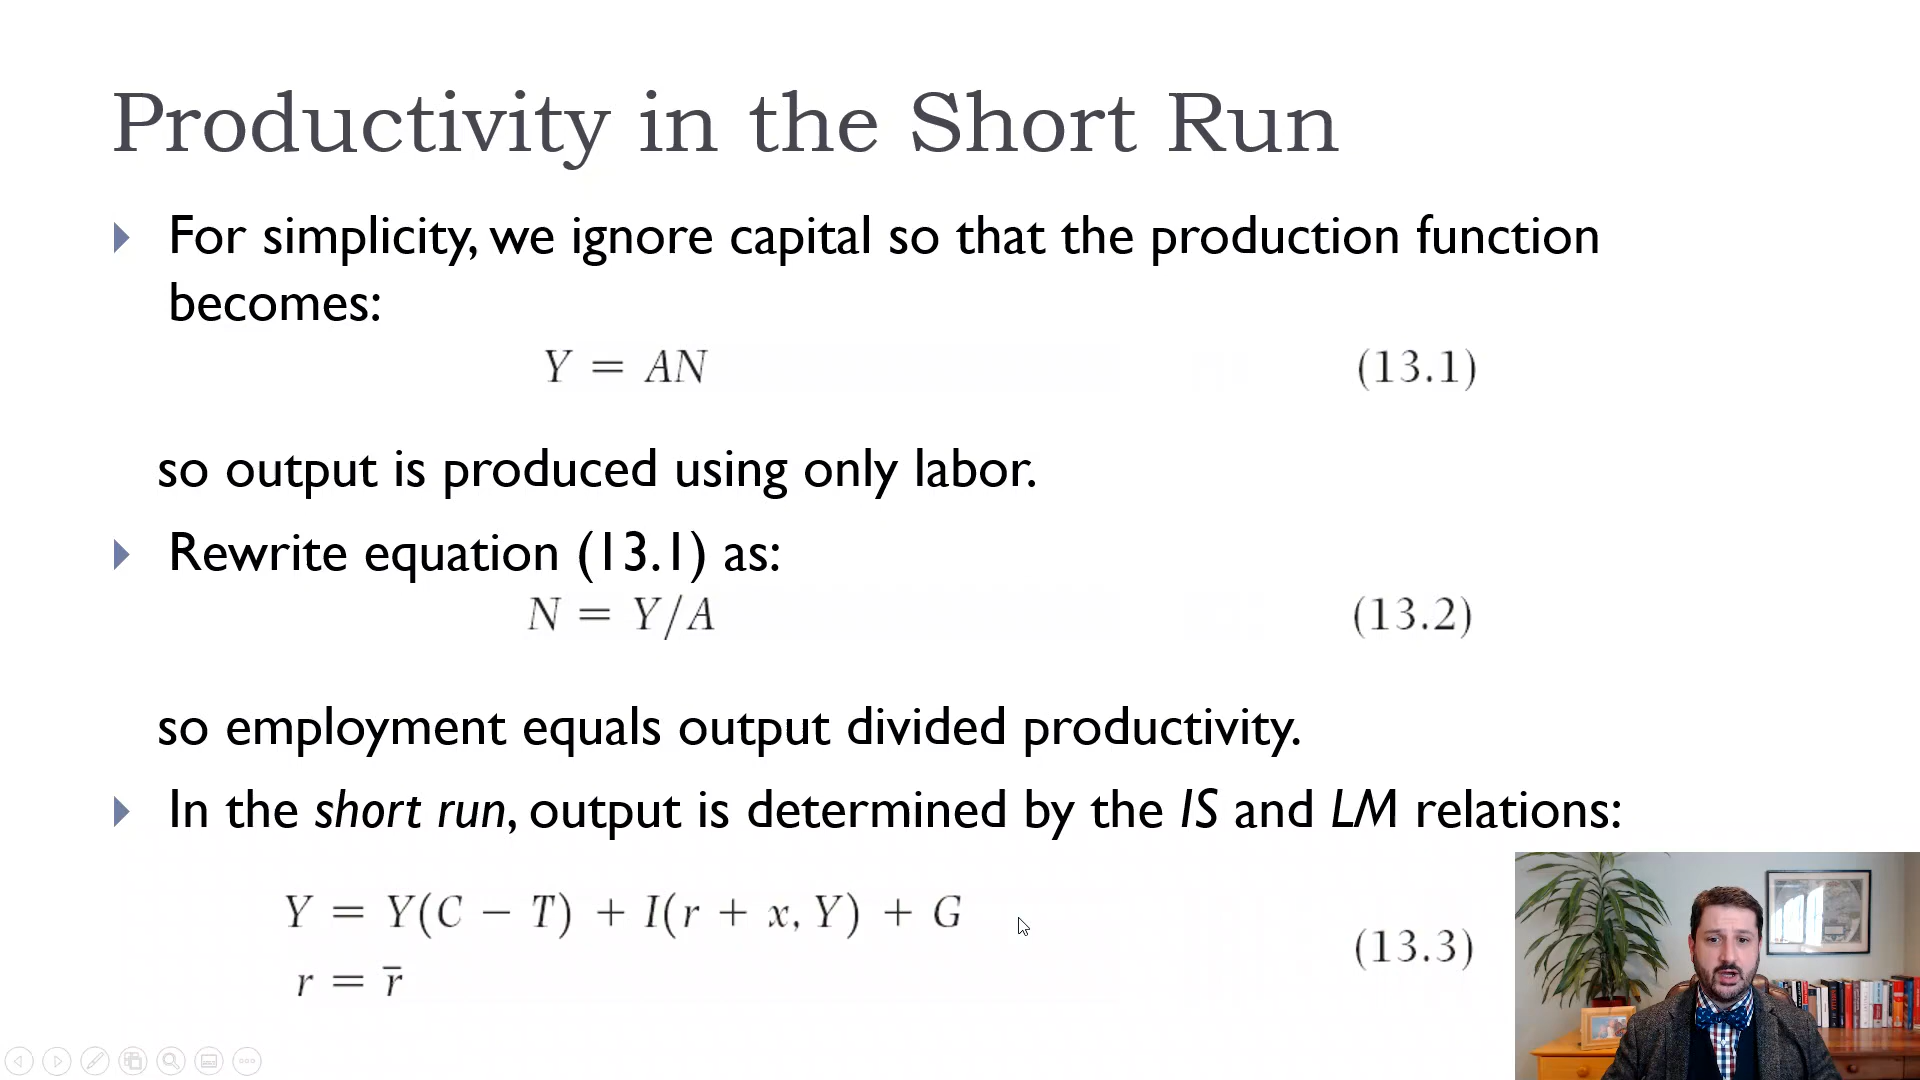 Productivity in the Short Run
For simplicity, we ignore capital so that the production function
becomes:
Y = AN (13.1)
so output is produced using only labor.
Rewrite equation (13.1) as:
N = Y/A (13.2)
so employment equals output divided productivity.
In the short run, output is determined by the IS and LM relations:
Y = Y(C − T) + I(r + x, Y) + G
(13.3)
r = r̄